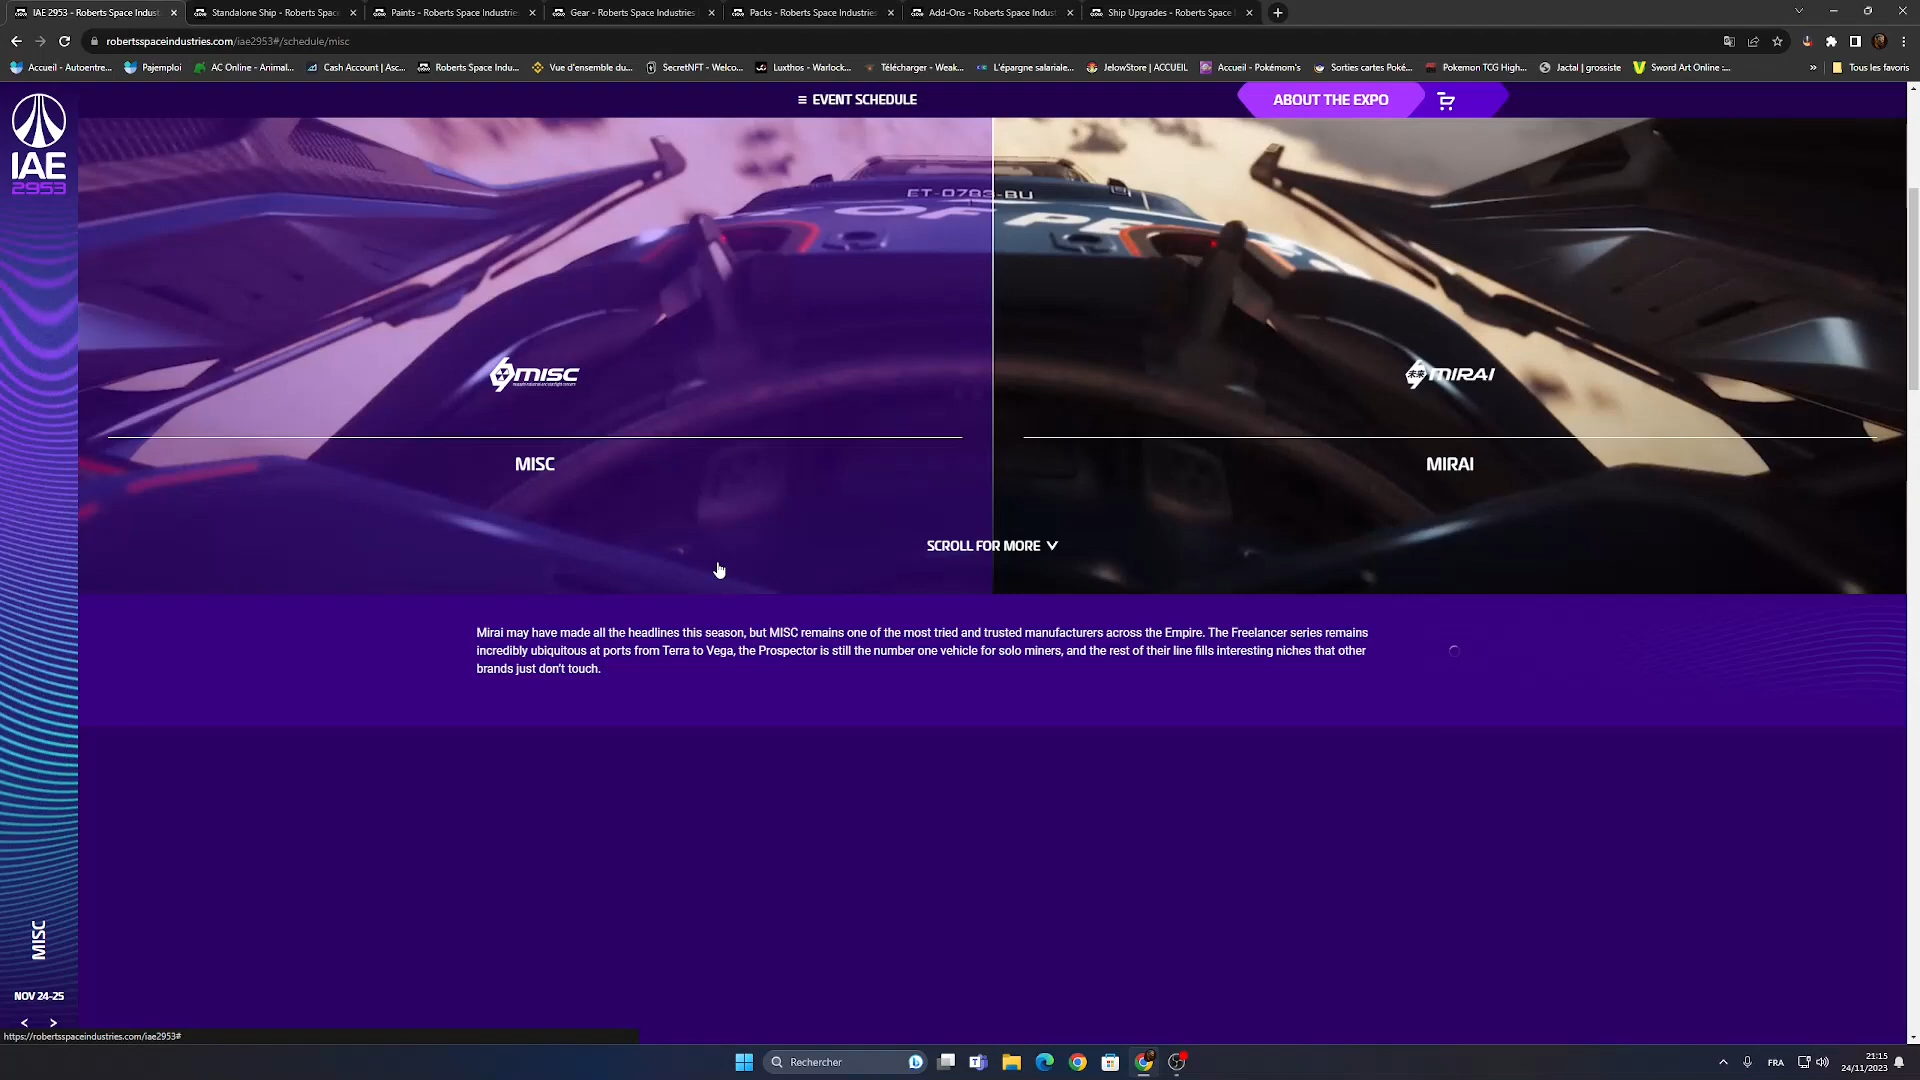 IAE 2953 - Roberts Space Indust
Standalone Ship - Roberts Space
Paints - Roberts Space Industrie
Gear - Roberts Space Industries
Packs - Roberts Space Industries
Add-Ons - Roberts Space Indust
Ship Upgrades - Roberts Space
robertsspaceindustries.com/iae2953#/schedule/misc
Accueil - Autoentre...
Pajemploi
AC Online - Animal...
Cash Account | Asc...
Roberts Space Indu...
Vue d'ensemble du...
SecretNFT - Welco...
Luxthos - Warlock...
Télécharger - Weak...
L'épargne salariale...
JelowStore | ACCUEIL
Accueil - Pokémom's
Sorties cartes Poké...
Pokemon TCG High...
Jactal | grossiste
Sword Art Online :...
»
Tous les favoris
IAE
2953
EVENT SCHEDULE
ABOUT THE EXPO
ET-0783-BU
OF PE
MISC
MIRAI
MISC
MIRAI
SCROLL FOR MORE
Mirai may have made all the headlines this season, but MISC remains one of the most tried and trusted manufacturers across the Empire. The Freelancer series remains
incredibly ubiquitous at ports from Terra to Vega, the Prospector is still the number one vehicle for solo miners, and the rest of their line fills interesting niches that other
brands just don't touch.
MISC
NOV 24-25
< >
https://robertsspaceindustries.com/iae2953#
Rechercher
FRA
21:15
24/11/2023